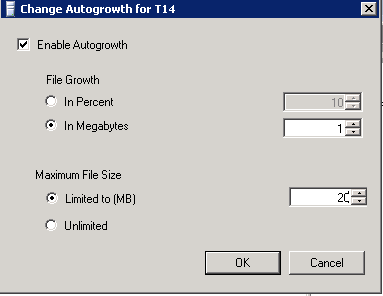 Change Autogrowth for T14
Enable Autogrowth
File Growth
In Percent
10
In Megabytes
1
Maximum File Size
Limited to (MB)
20
Unlimited
OK
Cancel